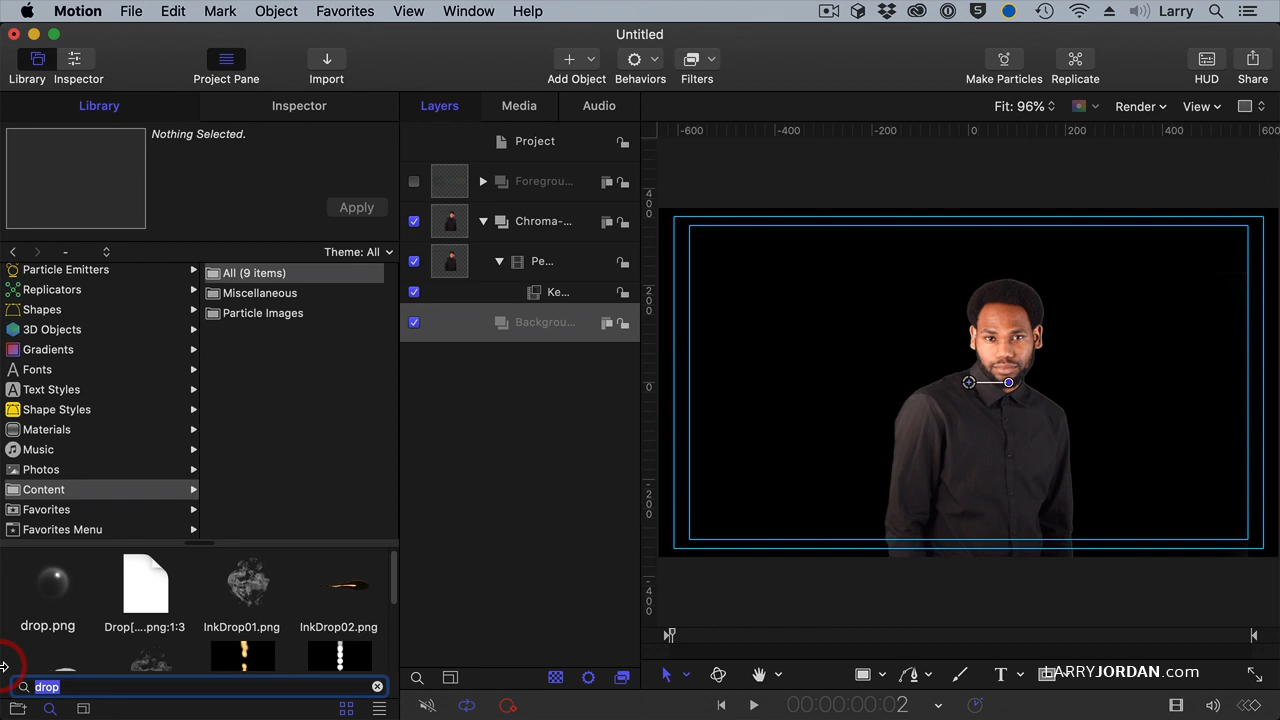 Motion File Edit Mark Object Favorites View Window Help Larry
Untitled
Library Inspector Project Pane Import Add Object Behaviors Filters Make Particles Replicate HUD Share
Library Inspector Layers Media Audio Fit: 96% Render View
Nothing Selected.
Apply
- Theme: All
Particle Emitters
Replicators
Shapes
3D Objects
Gradients
Fonts
Text Styles
Shape Styles
Materials
Music
Photos
Content
Favorites
Favorites Menu
All (9 items)
Miscellaneous
Particle Images
drop.png Drop[....png:1:3 InkDrop01.png InkDrop02.png
drop
Project
Foregrou...
Chroma-...
Pe...
Ke...
Backgrou...
-600 -400 -200 0 200 400 600
400
200
0
-200
-400
T
LARRYJORDAN.com
00:00:00:02